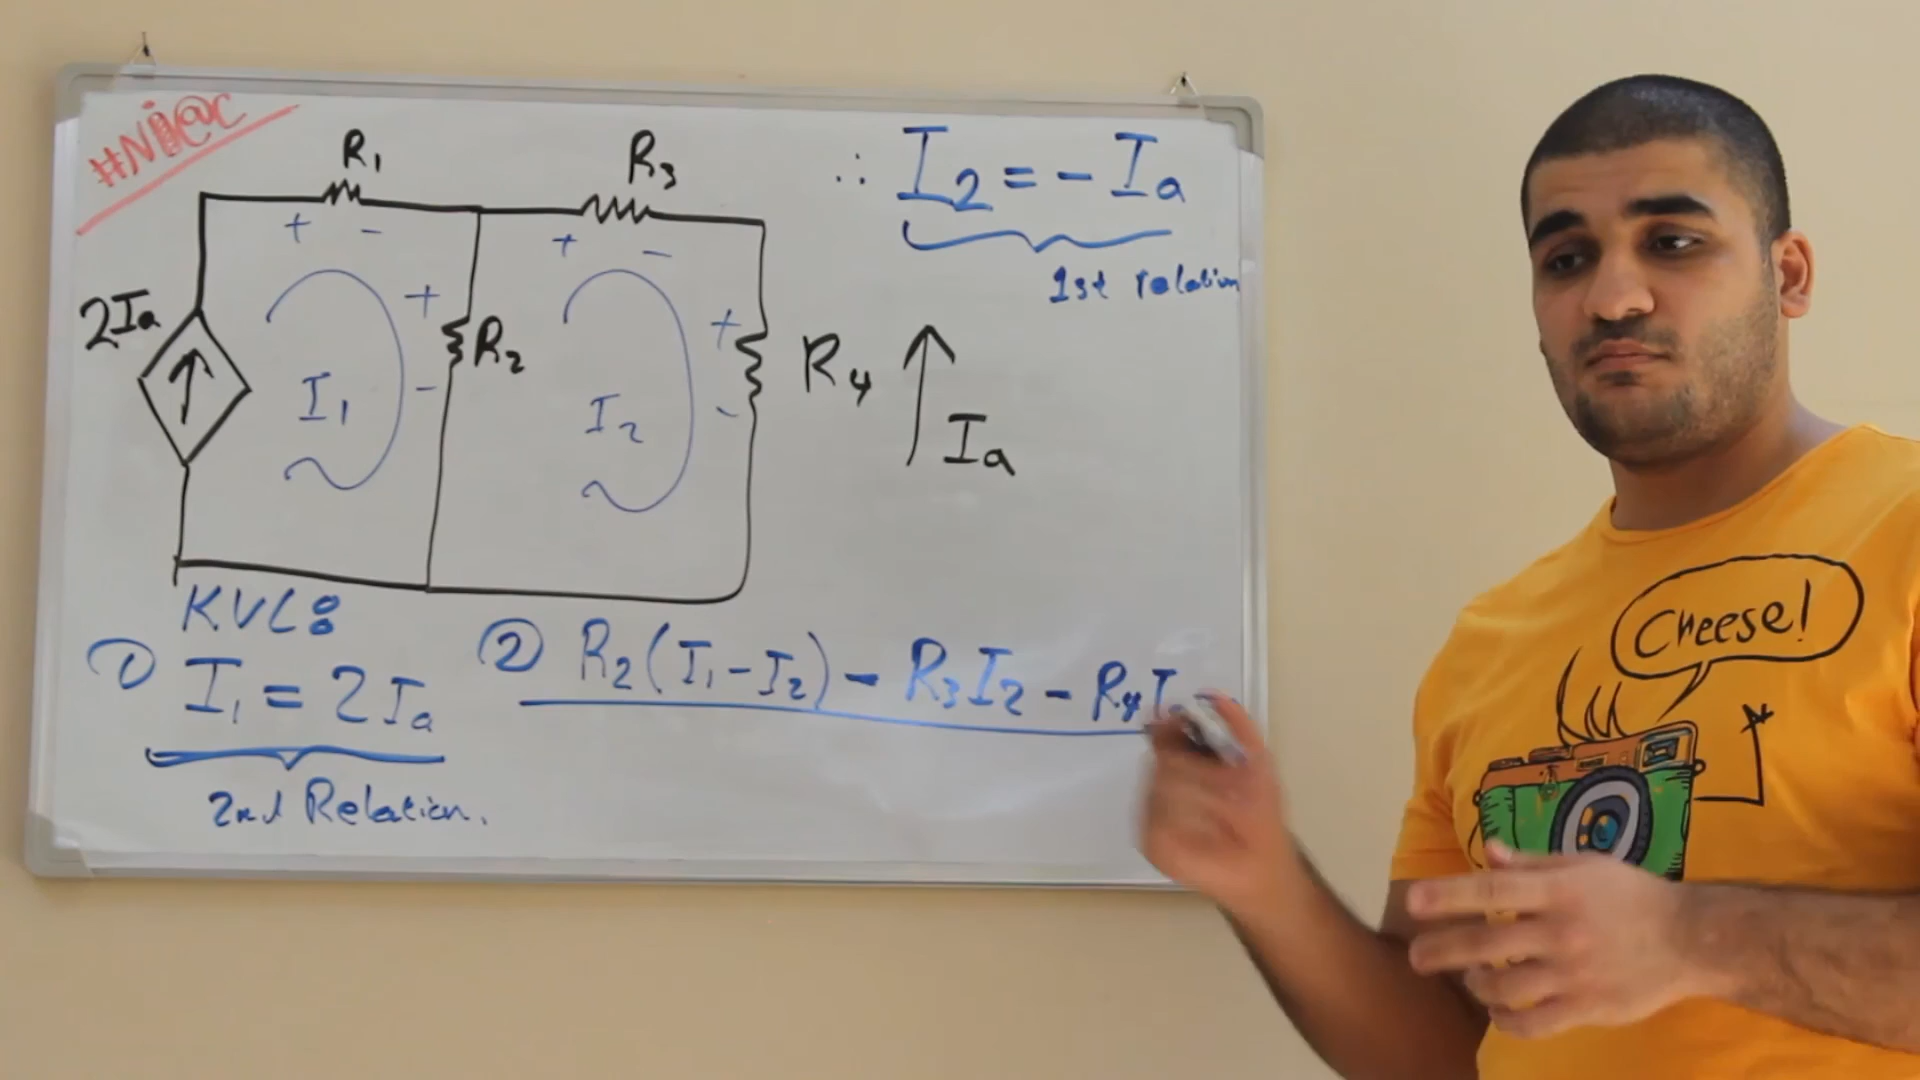 #Ni@C
R₁
R₃
∴ I₂ = - Ia
1st relation
+ -
+ -
2Ia
+
R₂
-
+
R₄
-
I₁
I₂
Ia
KVL:
① I₁ = 2Ia
② R₂(I₁-I₂) - R₃I₂ - R₄I
2nd Relation.
Cheese!